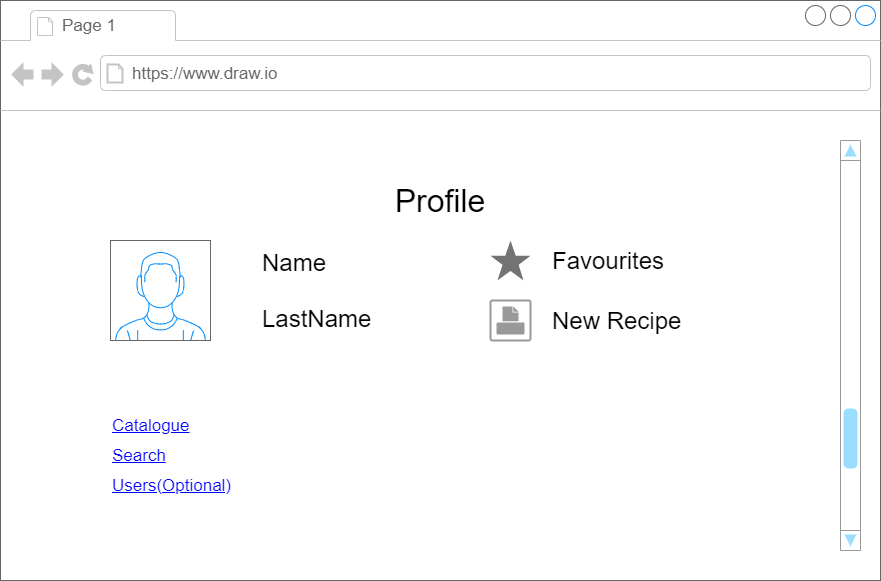 Page 1
https://www.draw.io
Profile
Name
Favourites
LastName
New Recipe
Catalogue
Search
Users(Optional)